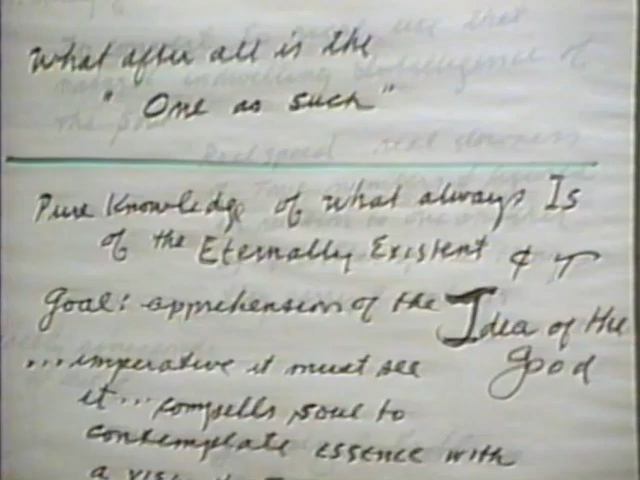 What after all is the
"One as such"
Pure Knowledge of what always Is
of the Eternally Existent
Goal: apprehension of the Idea of the
Good
...imperative it must see
it... compells soul to
contemplate essence with
a